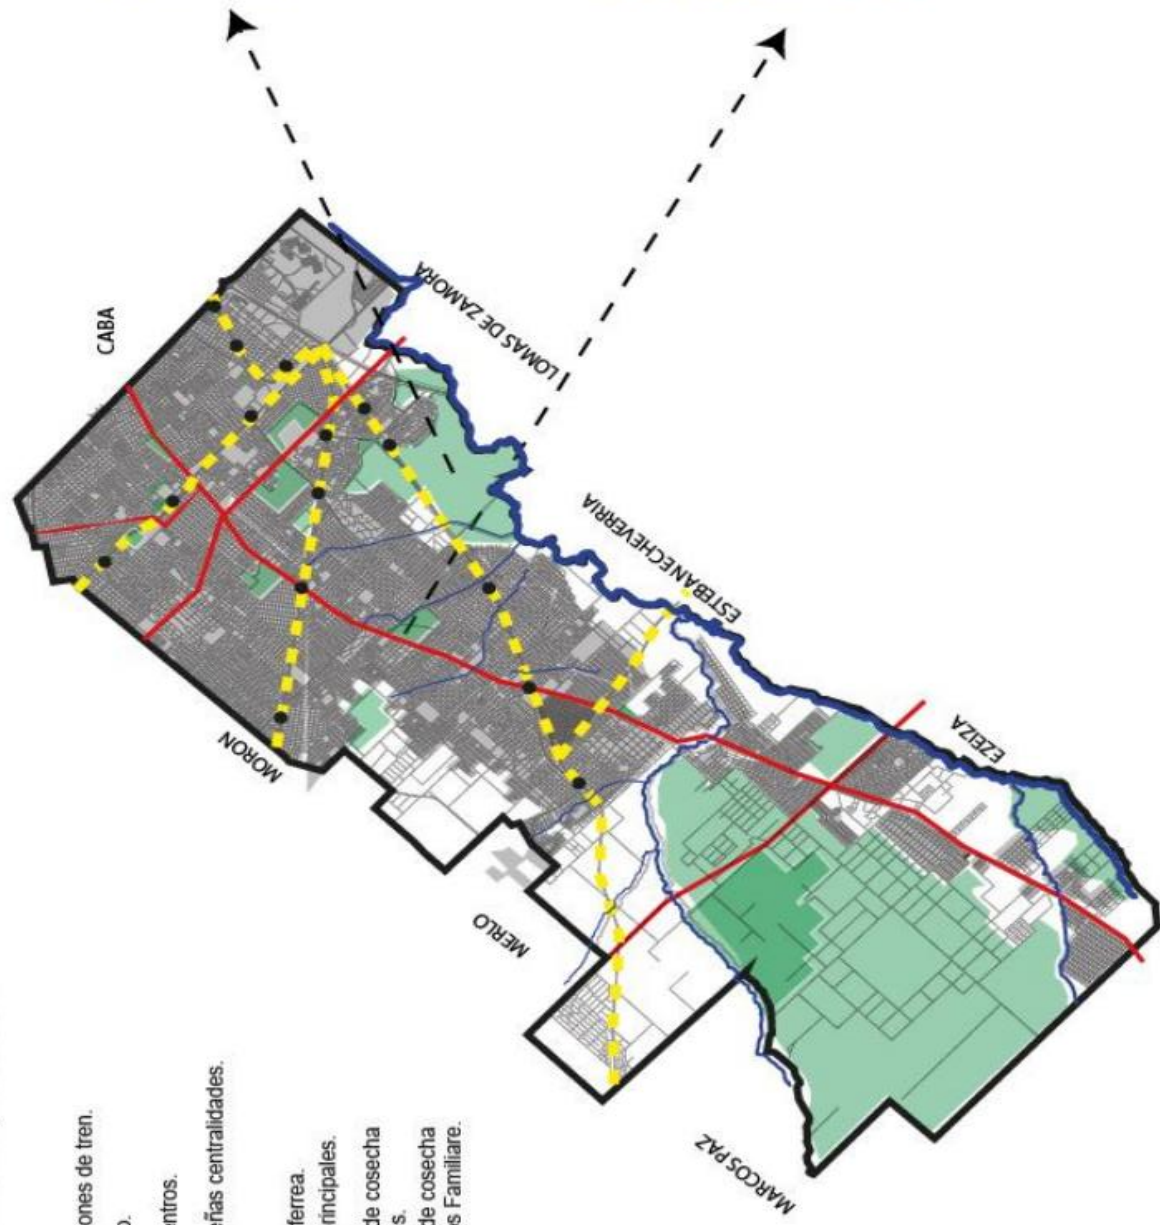 CABA
LOMAS DE ZAMORA
ESTEBAN ECHEVERRIA
MORON
EZEIZA
MERLO
MARCOS PAZ
ones de tren.
o.
entros.
eñas centralidades.
ferrea.
rincipales.
de cosecha
s.
de cosecha
s Familiare.